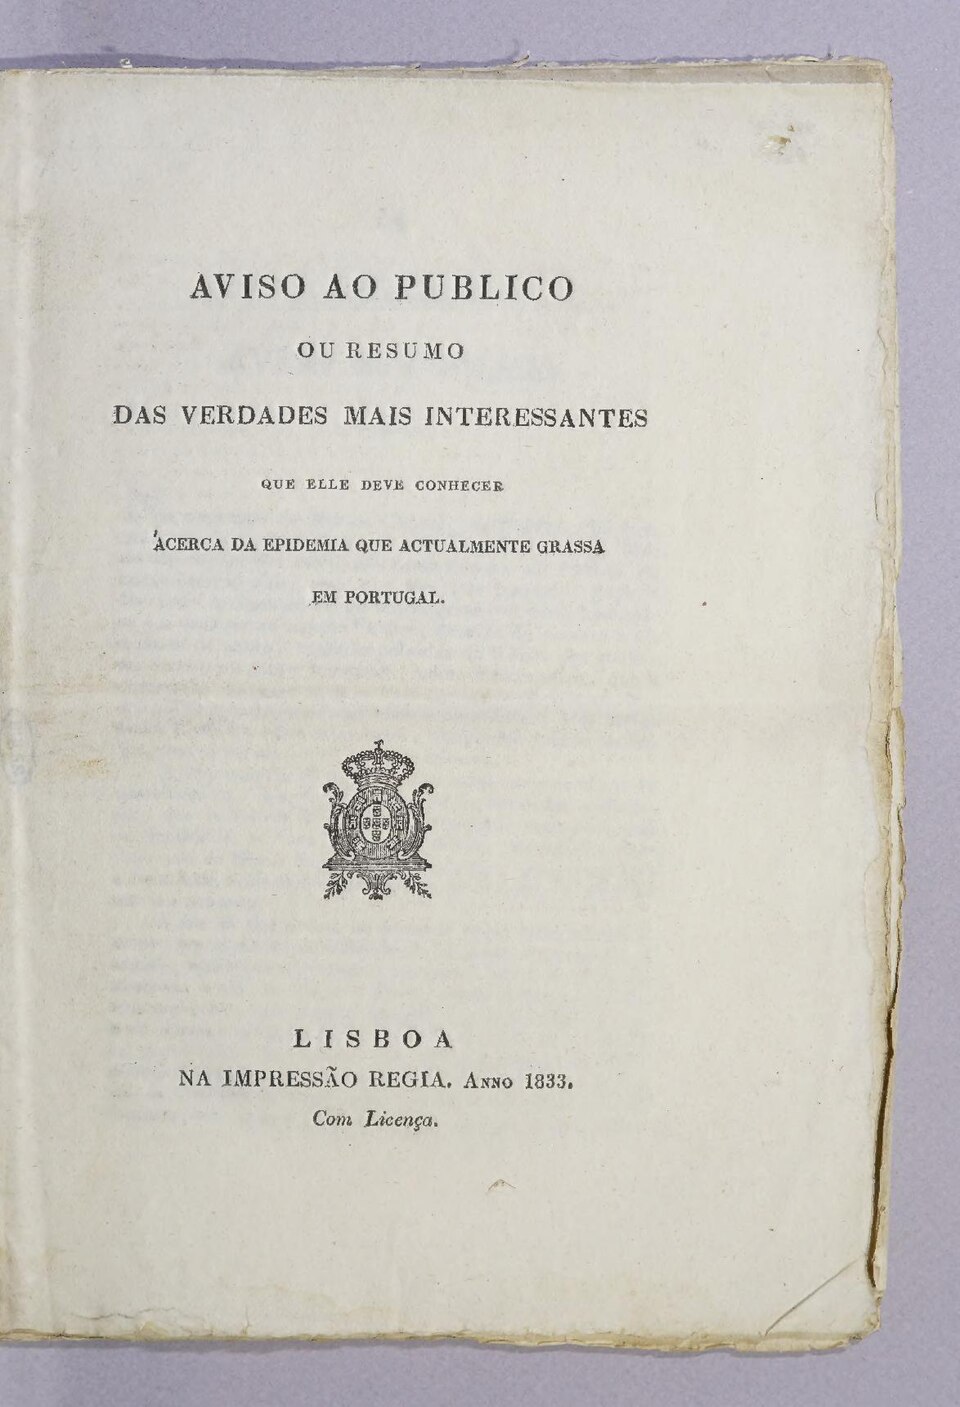 AVISO AO PUBLICO
OU RESUMO
DAS VERDADES MAIS INTERESSANTES
QUE ELLE DEVE CONHECER
ÁCERCA DA EPIDEMIA QUE ACTUALMENTE GRASSA
EM PORTUGAL.
LISBOA
NA IMPRESSÃO REGIA. ANNO 1833.
Com Licença.